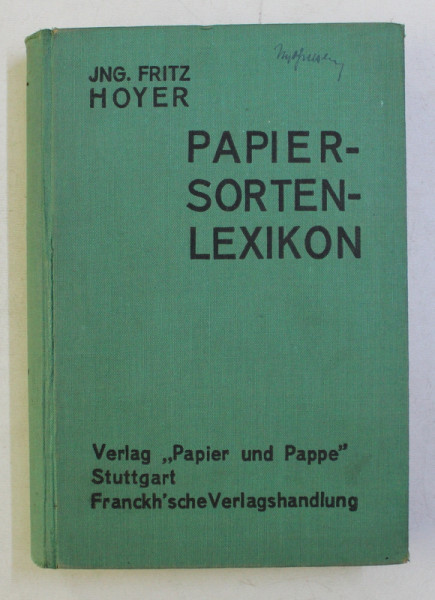 JNG. FRITZ
HOYER
PAPIER-
SORTEN-
LEXIKON
Verlag „Papier und Pappe”
Stuttgart
Franckh'sche Verlagshandlung